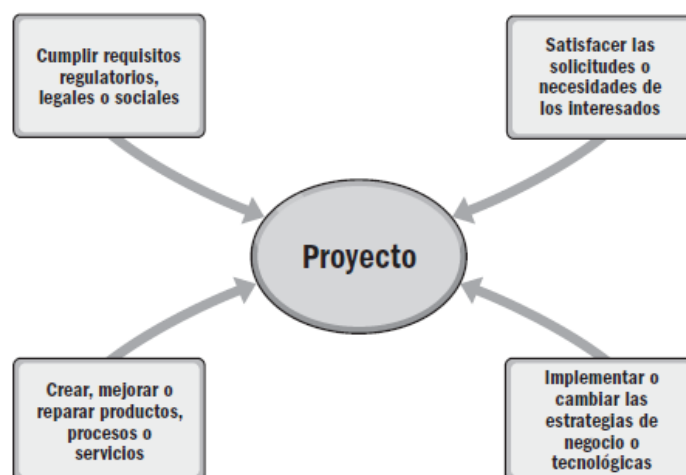 Cumplir requisitos
regulatorios,
legales o sociales
Satisfacer las
solicitudes o
necesidades de
los interesados
Proyecto
Crear, mejorar o
reparar productos,
procesos o
servicios
Implementar o
cambiar las
estrategias de
negocio o
tecnológicas